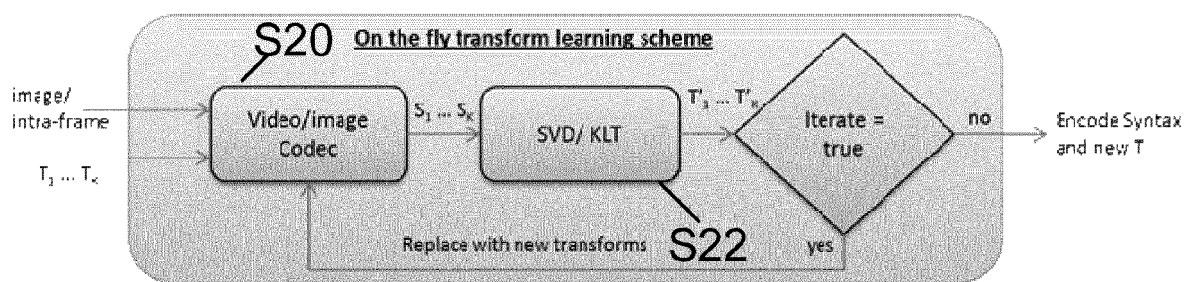 S20 On the fly transform learning scheme
image/
intra-frame
T₁ ... Tₖ
Video/image
Codec
S₁ ... Sₖ
SVD/ KLT
T'₁ ... T'ₖ
Iterate =
true
no
Encode Syntax
and new T
Replace with new transforms
S22
yes